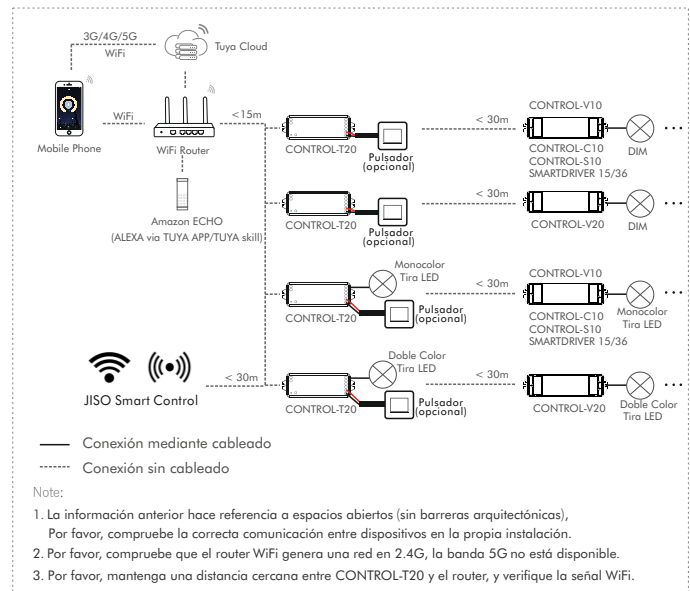 3G/4G/5G
WiFi
Tuya Cloud
WiFi
<15m
Mobile Phone
WiFi Router
Amazon ECHO
(ALEXA via TUYA APP/TUYA skill)
CONTROL-T20
Pulsador
(opcional)
< 30m
CONTROL-V10
CONTROL-C10
CONTROL-S10
SMARTDRIVER 15/36
DIM
CONTROL-T20
Pulsador
(opcional)
< 30m
CONTROL-V20
DIM
Monocolor
Tira LED
CONTROL-T20
Pulsador
(opcional)
< 30m
CONTROL-V10
CONTROL-C10
CONTROL-S10
SMARTDRIVER 15/36
Monocolor
Tira LED
JISO Smart Control
< 30m
Doble Color
Tira LED
CONTROL-T20
Pulsador
(opcional)
< 30m
CONTROL-V20
Doble Color
Tira LED
Conexión mediante cableado
Conexión sin cableado
Note:
1. La información anterior hace referencia a espacios abiertos (sin barreras arquitectónicas),
Por favor, compruebe la correcta comunicación entre dispositivos en la propia instalación.
2. Por favor, compruebe que el router WiFi genera una red en 2.4G, la banda 5G no está disponible.
3. Por favor, mantenga una distancia cercana entre CONTROL-T20 y el router, y verifique la señal WiFi.